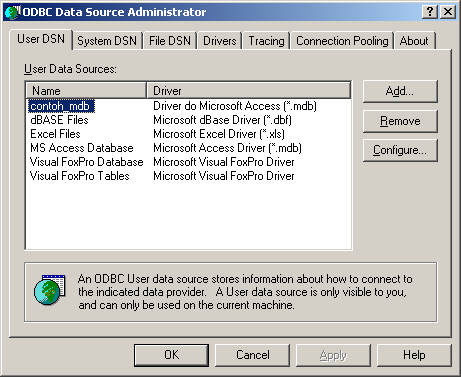 ODBC Data Source Administrator
User DSN System DSN File DSN Drivers Tracing Connection Pooling About
User Data Sources:
Name Driver
contoh_mdb Driver do Microsoft Access (*.mdb)
dBASE Files Microsoft dBase Driver (*.dbf)
Excel Files Microsoft Excel Driver (*.xls)
MS Access Database Microsoft Access Driver (*.mdb)
Visual FoxPro Database Microsoft Visual FoxPro Driver
Visual FoxPro Tables Microsoft Visual FoxPro Driver
Add...
Remove
Configure...
An ODBC User data source stores information about how to connect to
the indicated data provider. A User data source is only visible to you,
and can only be used on the current machine.
OK Cancel Apply Help